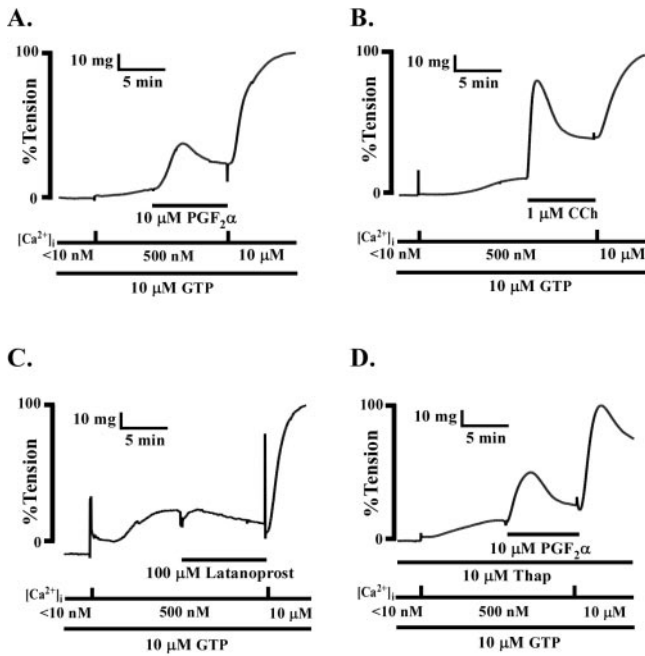 A.
100
10 mg
5 min
%Tension
0
10 μM PGF₂α
[Ca²⁺]ᵢ
<10 nM 500 nM 10 μM
10 μM GTP
B.
100
10 mg
5 min
%Tension
0
1 μM CCh
[Ca²⁺]ᵢ
<10 nM 500 nM 10 μM
10 μM GTP
C.
100
10 mg
5 min
%Tension
0
100 μM Latanoprost
[Ca²⁺]ᵢ
<10 nM 500 nM 10 μM
10 μM GTP
D.
100
10 mg
5 min
%Tension
0
10 μM PGF₂α
10 μM Thap
[Ca²⁺]ᵢ
<10 nM 500 nM 10 μM
10 μM GTP